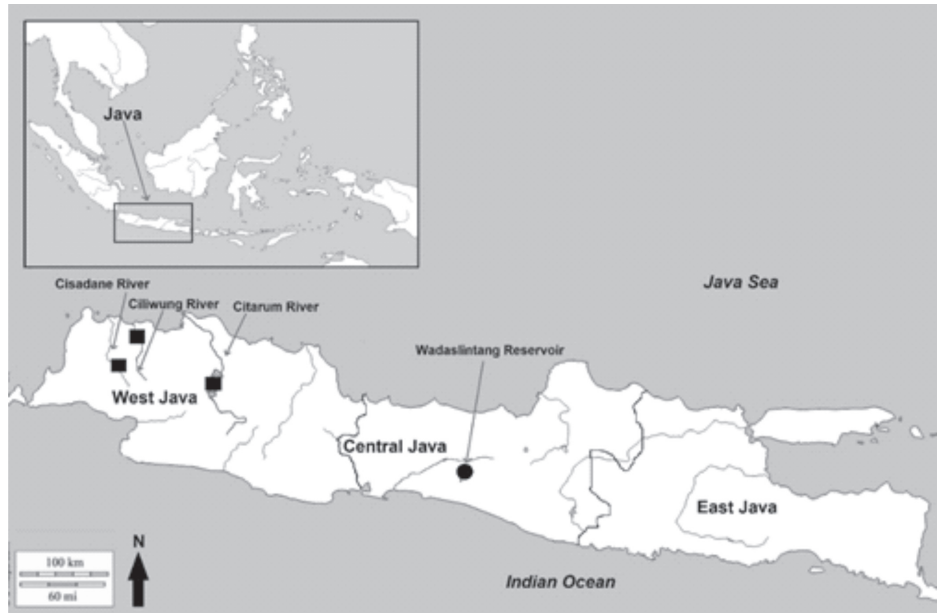 Java
Java Sea
Cisadane River
Ciliwung River
Citarum River
Wadaslintang Reservoir
West Java
Central Java
East Java
N
100 km
60 mi
Indian Ocean